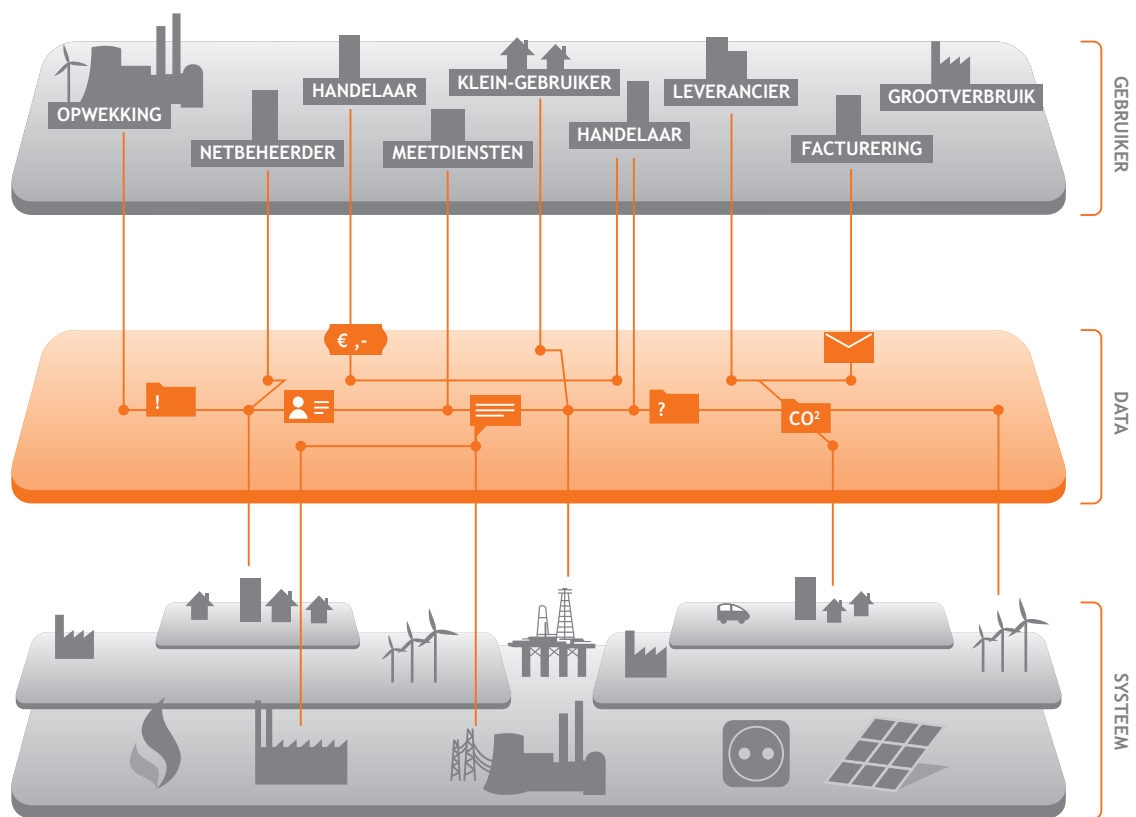 OPWEKKING
NETBEHEERDER
HANDELAAR
MEETDIENSTEN
KLEIN-GEBRUIKER
HANDELAAR
LEVERANCIER
FACTURERING
GROOTVERBRUIK
GEBRUIKER
€ ,-
!
?
CO²
DATA
SYSTEEM